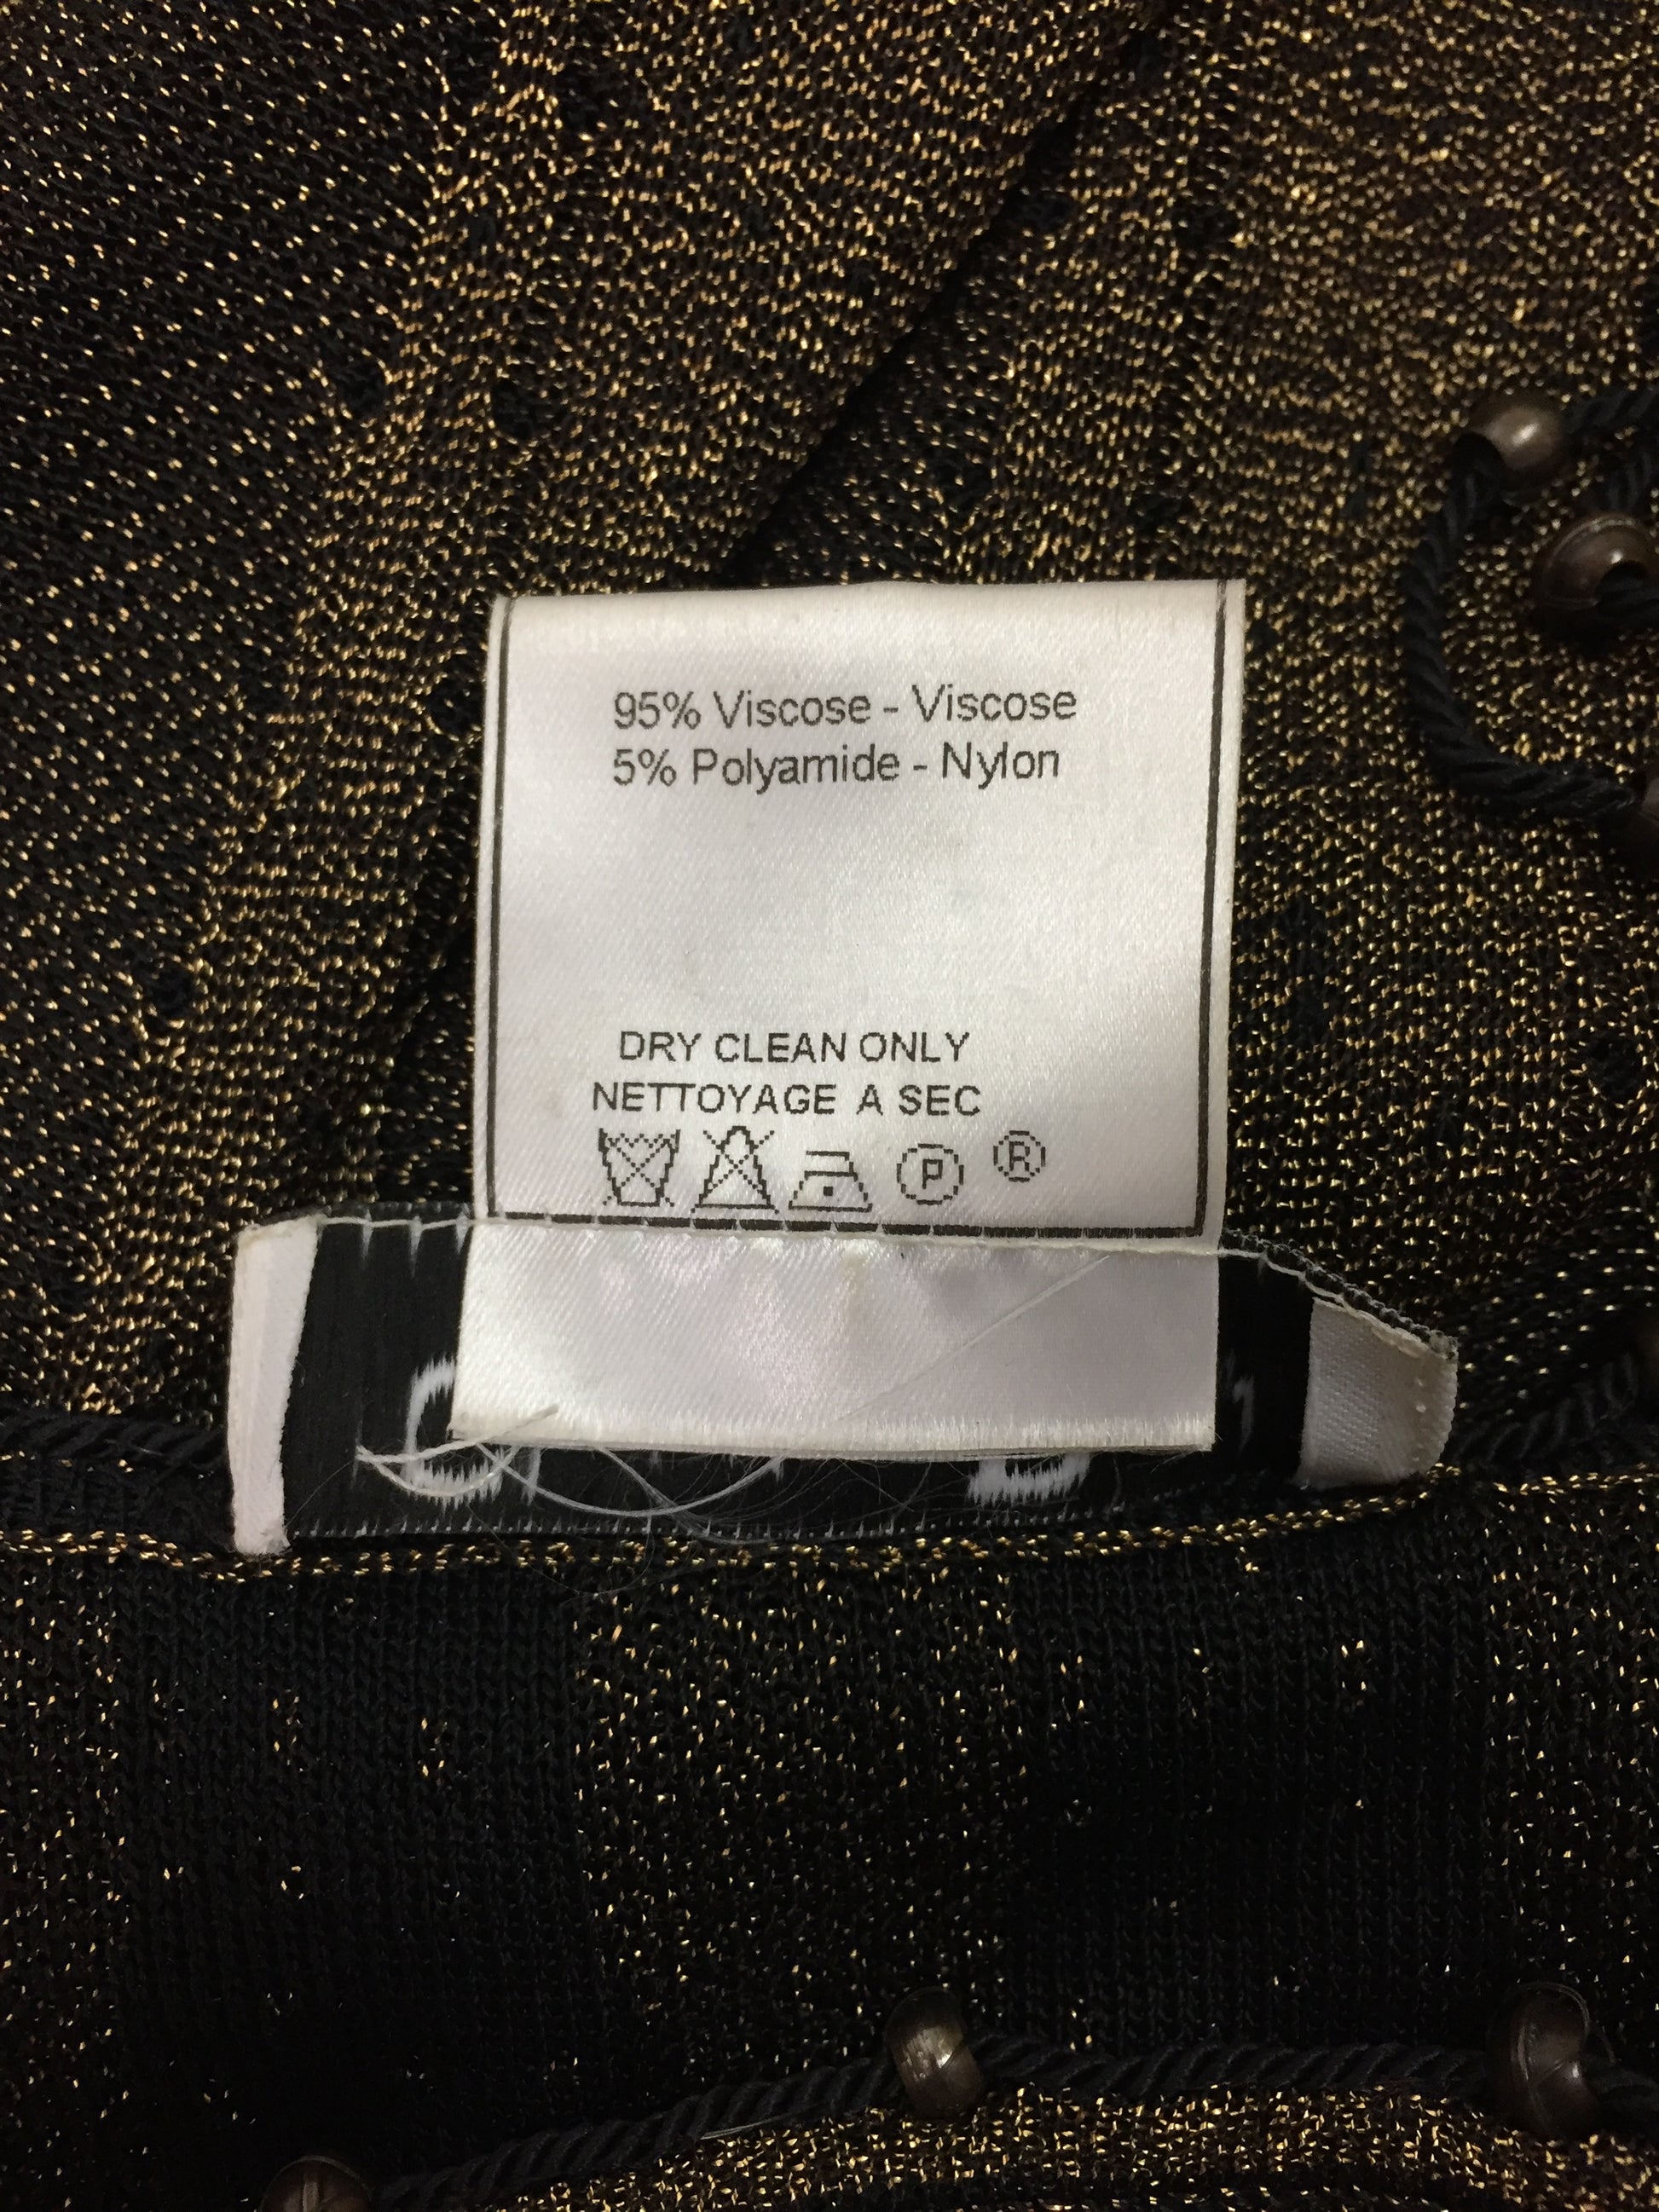 95% Viscose - Viscose
5% Polyamide - Nylon
DRY CLEAN ONLY
NETTOYAGE A SEC
P ®